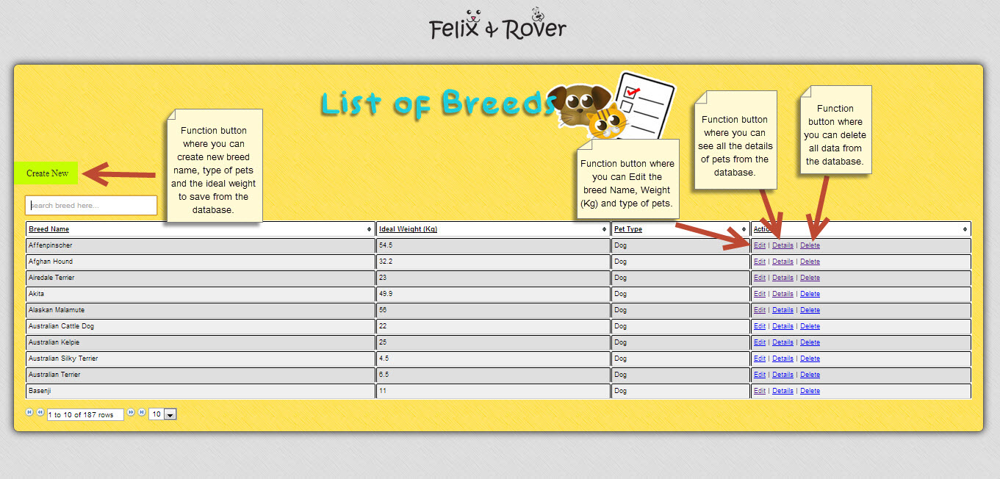 Felix & Rover
List of Breeds
Function button
where you can
create new breed
name, type of pets
and the ideal weight
to save from the
database.
Function button where
you can Edit the
breed Name, Weight
(Kg) and type of pets.
Function button
where you can
see all the details
of pets from the
database.
Function
button where
you can delete
all data from
the database.
Create New
search breed here...
Breed Name Ideal Weight (Kg) Pet Type Actio
Affenpinscher 54.5 Dog Edit | Details | Delete
Afghan Hound 32.2 Dog Edit | Details | Delete
Airedale Terrier 23 Dog Edit | Details | Delete
Akita 49.9 Dog Edit | Details | Delete
Alaskan Malamute 56 Dog Edit | Details | Delete
Australian Cattle Dog 22 Dog Edit | Details | Delete
Australian Kelpie 25 Dog Edit | Details | Delete
Australian Silky Terrier 4.5 Dog Edit | Details | Delete
Australian Terrier 6.5 Dog Edit | Details | Delete
Basenji 11 Dog Edit | Details | Delete
1 to 10 of 187 rows 10